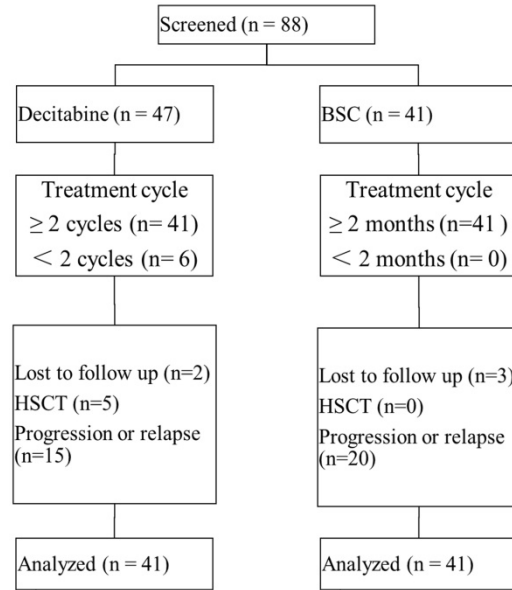 Screened (n = 88)
Decitabine (n = 47)
BSC (n = 41)
Treatment cycle
≥ 2 cycles (n= 41)
< 2 cycles (n= 6)
Treatment cycle
≥ 2 months (n=41 )
< 2 months (n= 0)
Lost to follow up (n=2)
HSCT (n=5)
Progression or relapse
(n=15)
Lost to follow up (n=3)
HSCT (n=0)
Progression or relapse
(n=20)
Analyzed (n = 41)
Analyzed (n = 41)